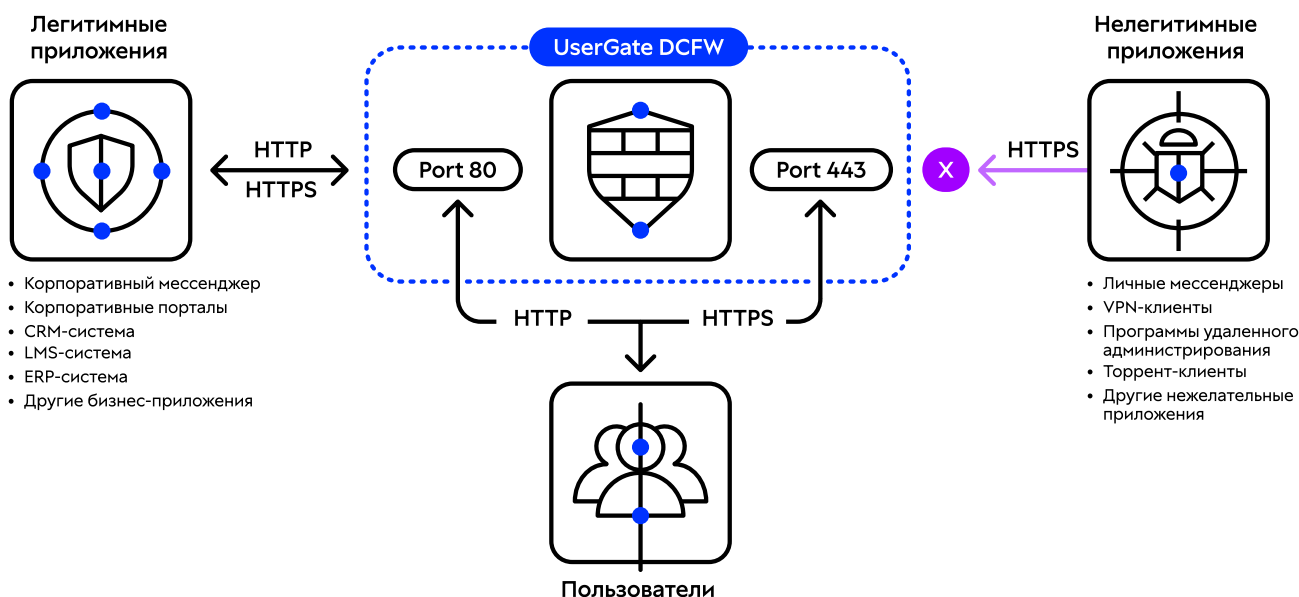 Легитимные
приложения
UserGate DCFW
Нелегитимные
приложения
HTTP
HTTPS
Port 80
Port 443
X
HTTPS
• Корпоративный мессенджер
• Корпоративные порталы
• CRM-система
• LMS-система
• ERP-система
• Другие бизнес-приложения
HTTP
HTTPS
• Личные мессенджеры
• VPN-клиенты
• Программы удаленного
администрирования
• Торрент-клиенты
• Другие нежелательные
приложения
Пользователи